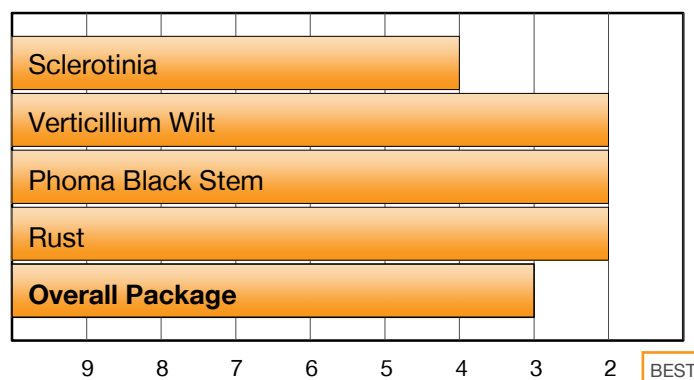 Sclerotinia
Verticillium Wilt
Phoma Black Stem
Rust
Overall Package
9 8 7 6 5 4 3 2 BEST